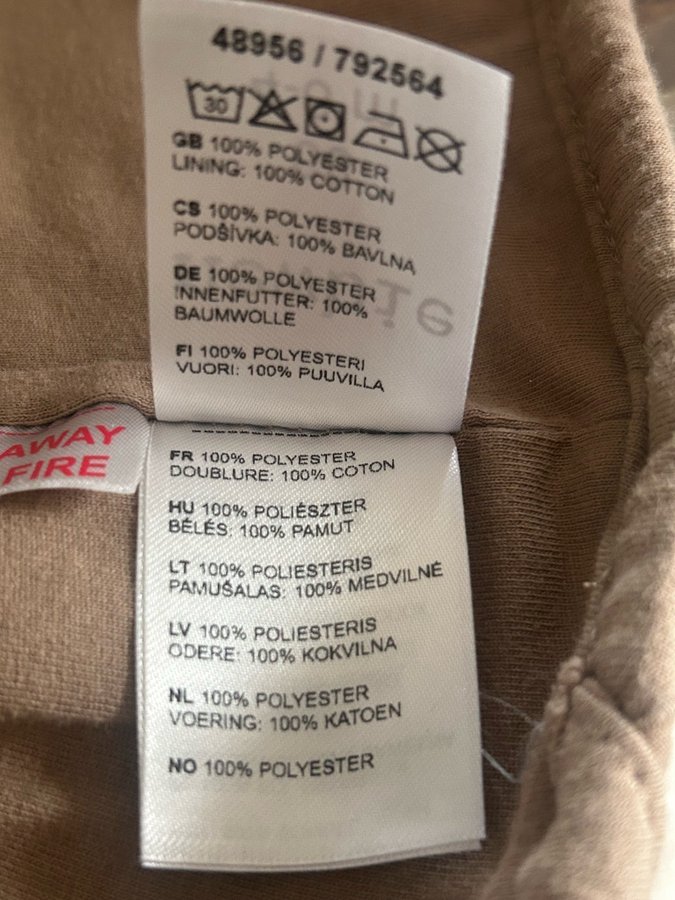 48956 / 792564
30
GB 100% POLYESTER
LINING: 100% COTTON
CS 100% POLYESTER
PODŠÍVKA: 100% BAVLNA
DE 100% POLYESTER
INNENFUTTER: 100%
BAUMWOLLE
FI 100% POLYESTERI
VUORI: 100% PUUVILLA
AWAY
FIRE
FR 100% POLYESTER
DOUBLURE: 100% COTON
HU 100% POLIÉSZTER
BÉLÉS: 100% PAMUT
LT 100% POLIESTERIS
PAMUŠALAS: 100% MEDVILNĖ
LV 100% POLIESTERIS
ODERE: 100% KOKVILNA
NL 100% POLYESTER
VOERING: 100% KATOEN
NO 100% POLYESTER